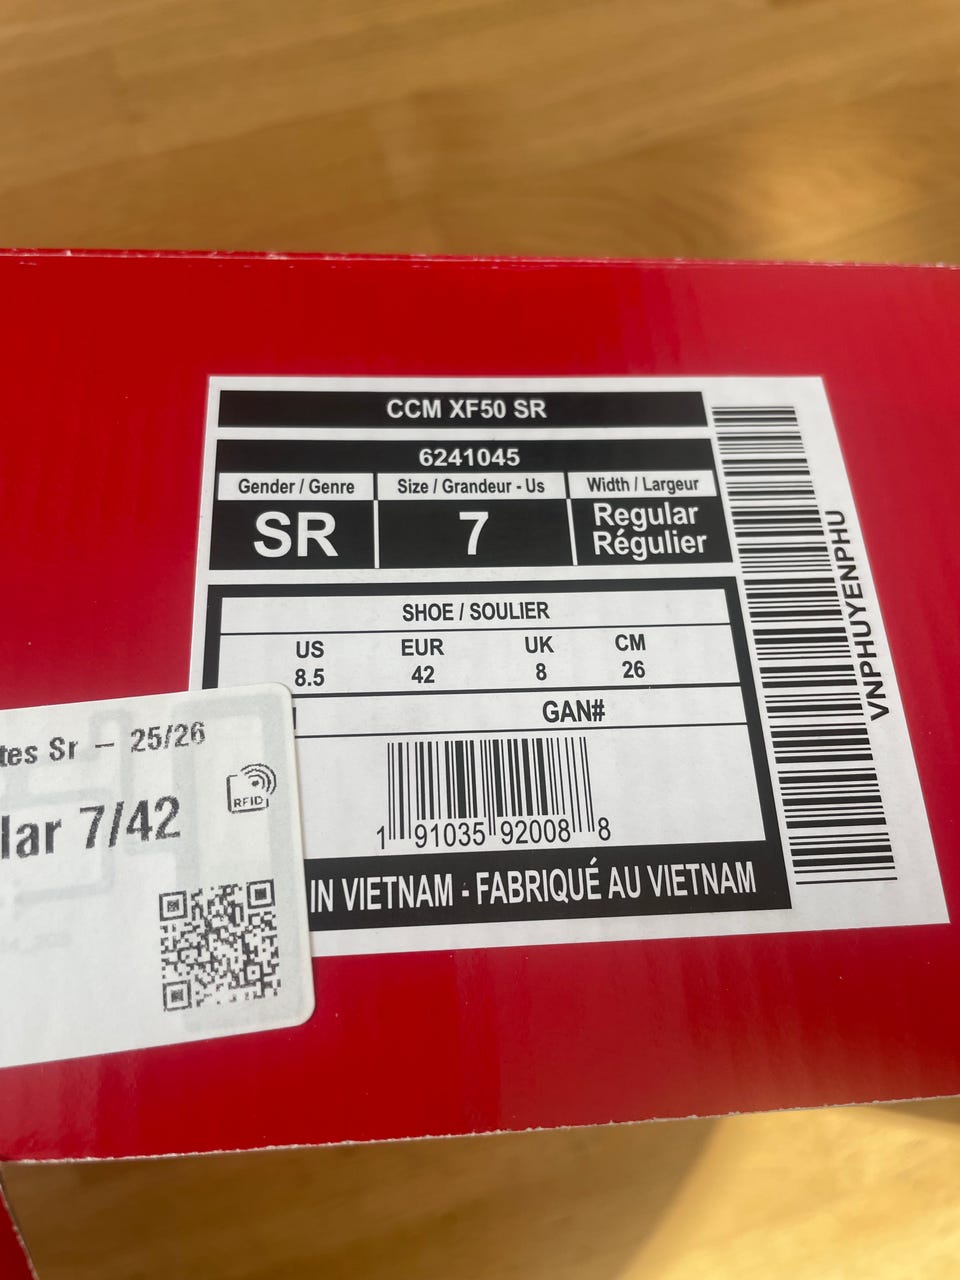 CCM XF50 SR
6241045
Gender / Genre Size / Grandeur - Us Width / Largeur
SR 7 Regular
Régulier
SHOE / SOULIER
US EUR UK CM
8.5 42 8 26
GAN#
1 91035 92008 8
IN VIETNAM - FABRIQUÉ AU VIETNAM
VNPHUYENPHU
tes Sr – 25/26
RFID
lar 7/42